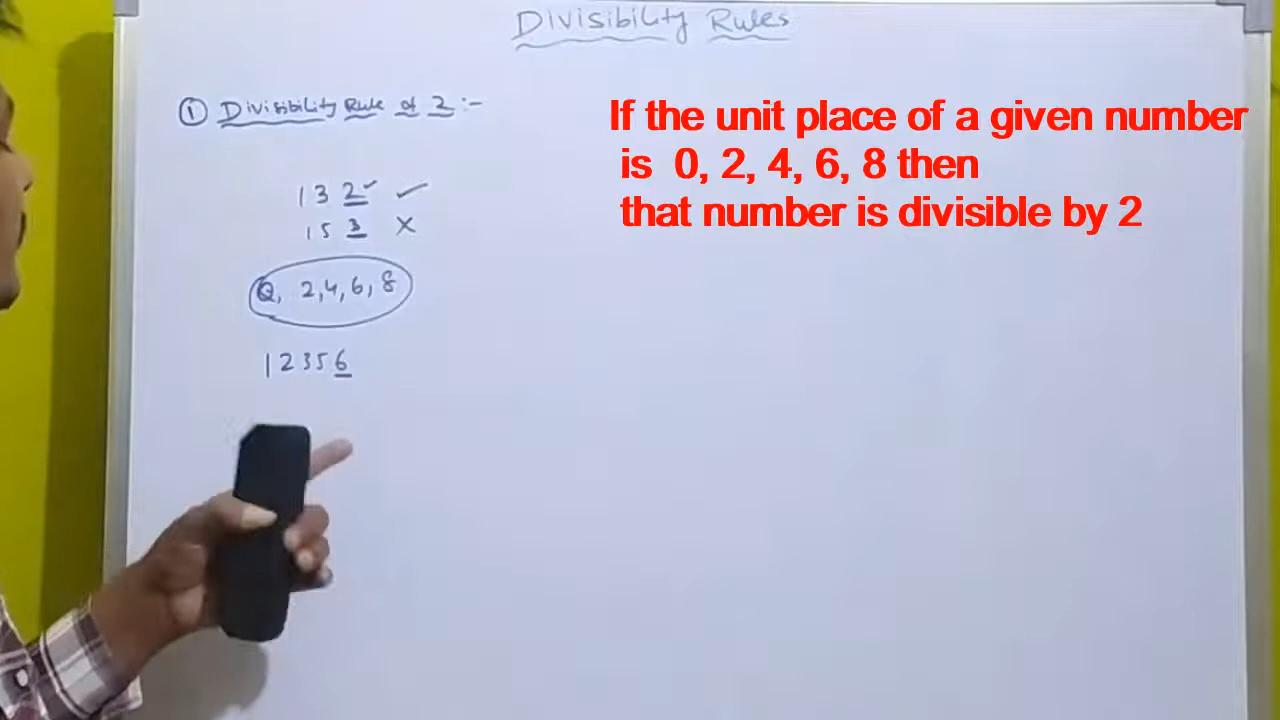 Divisibility Rules
① Divisibility Rule of 2:-
If the unit place of a given number
is 0, 2, 4, 6, 8 then
that number is divisible by 2
132 ✓ ✓
153 ×
0, 2,4,6,8
12356